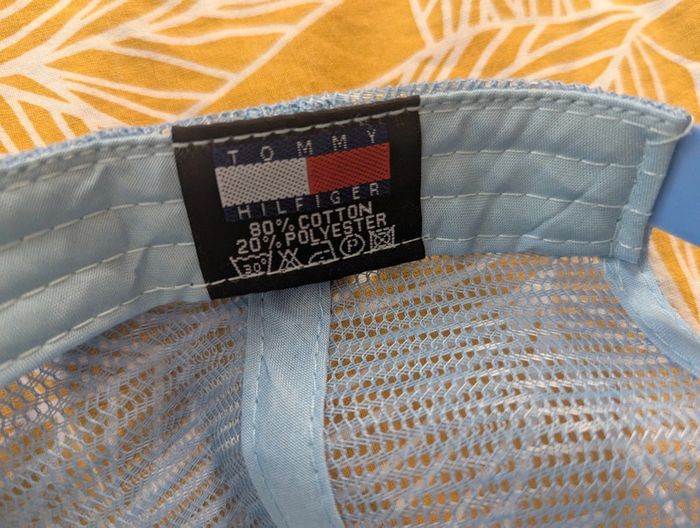 TOMMY
HILFIGER
80% COTTON
20% POLYESTER
30° P